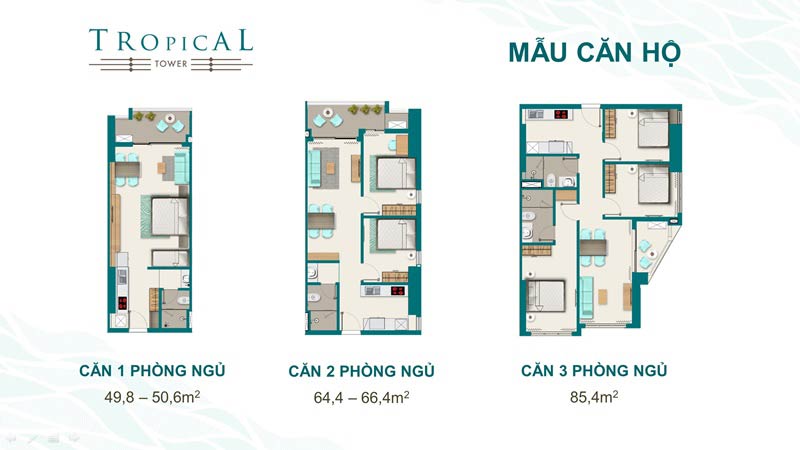 TROPICAL
TOWER
MẪU CĂN HỘ
CĂN 1 PHÒNG NGỦ
49,8 – 50,6m²
CĂN 2 PHÒNG NGỦ
64,4 – 66,4m²
CĂN 3 PHÒNG NGỦ
85,4m²